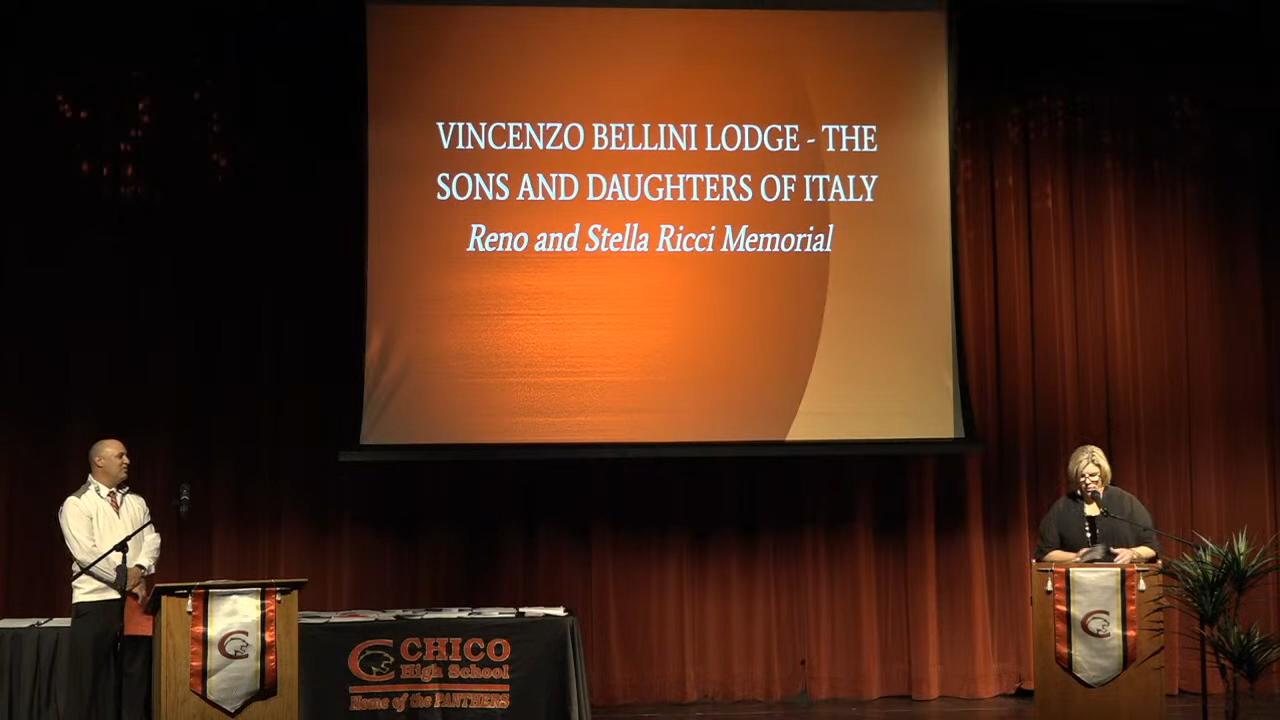 VINCENZO BELLINI LODGE - THE
SONS AND DAUGHTERS OF ITALY
Reno and Stella Ricci Memorial
CHICO
High School
Home of the PANTHERS